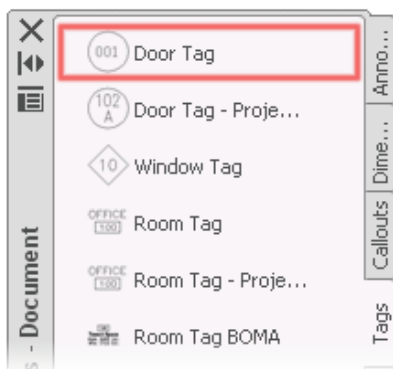 001 Door Tag
102 A Door Tag - Proje...
10 Window Tag
OFFICE 100 Room Tag
OFFICE 100 Room Tag - Proje...
Room Tag BOMA
Anno...
Dime...
Callouts
Tags
s - Document